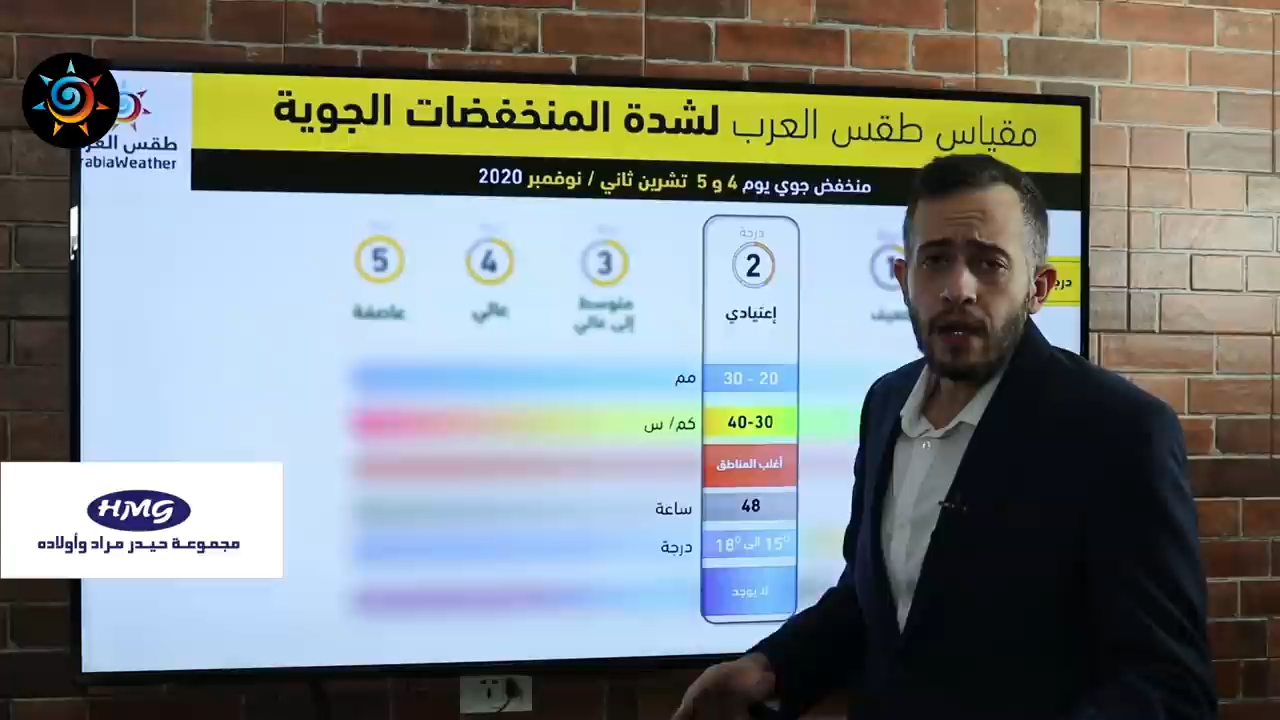 مقياس طقس العرب لشدة المنخفضات الجوية
منخفض جوي يوم 4 و 5 تشرين ثاني / نوفمبر 2020
طقس العرب
ArabiaWeather
درجة
1
2
3
4
5
ضعيف
إعتيادي
متوسط إلى عالي
عالي
عاصفة
20 - 30 مم
30-40 كم/ س
أغلب المناطق
48 ساعة
15° الى 18° درجة
لا يوجد
HMG
مجموعة حيدر مراد وأولاده